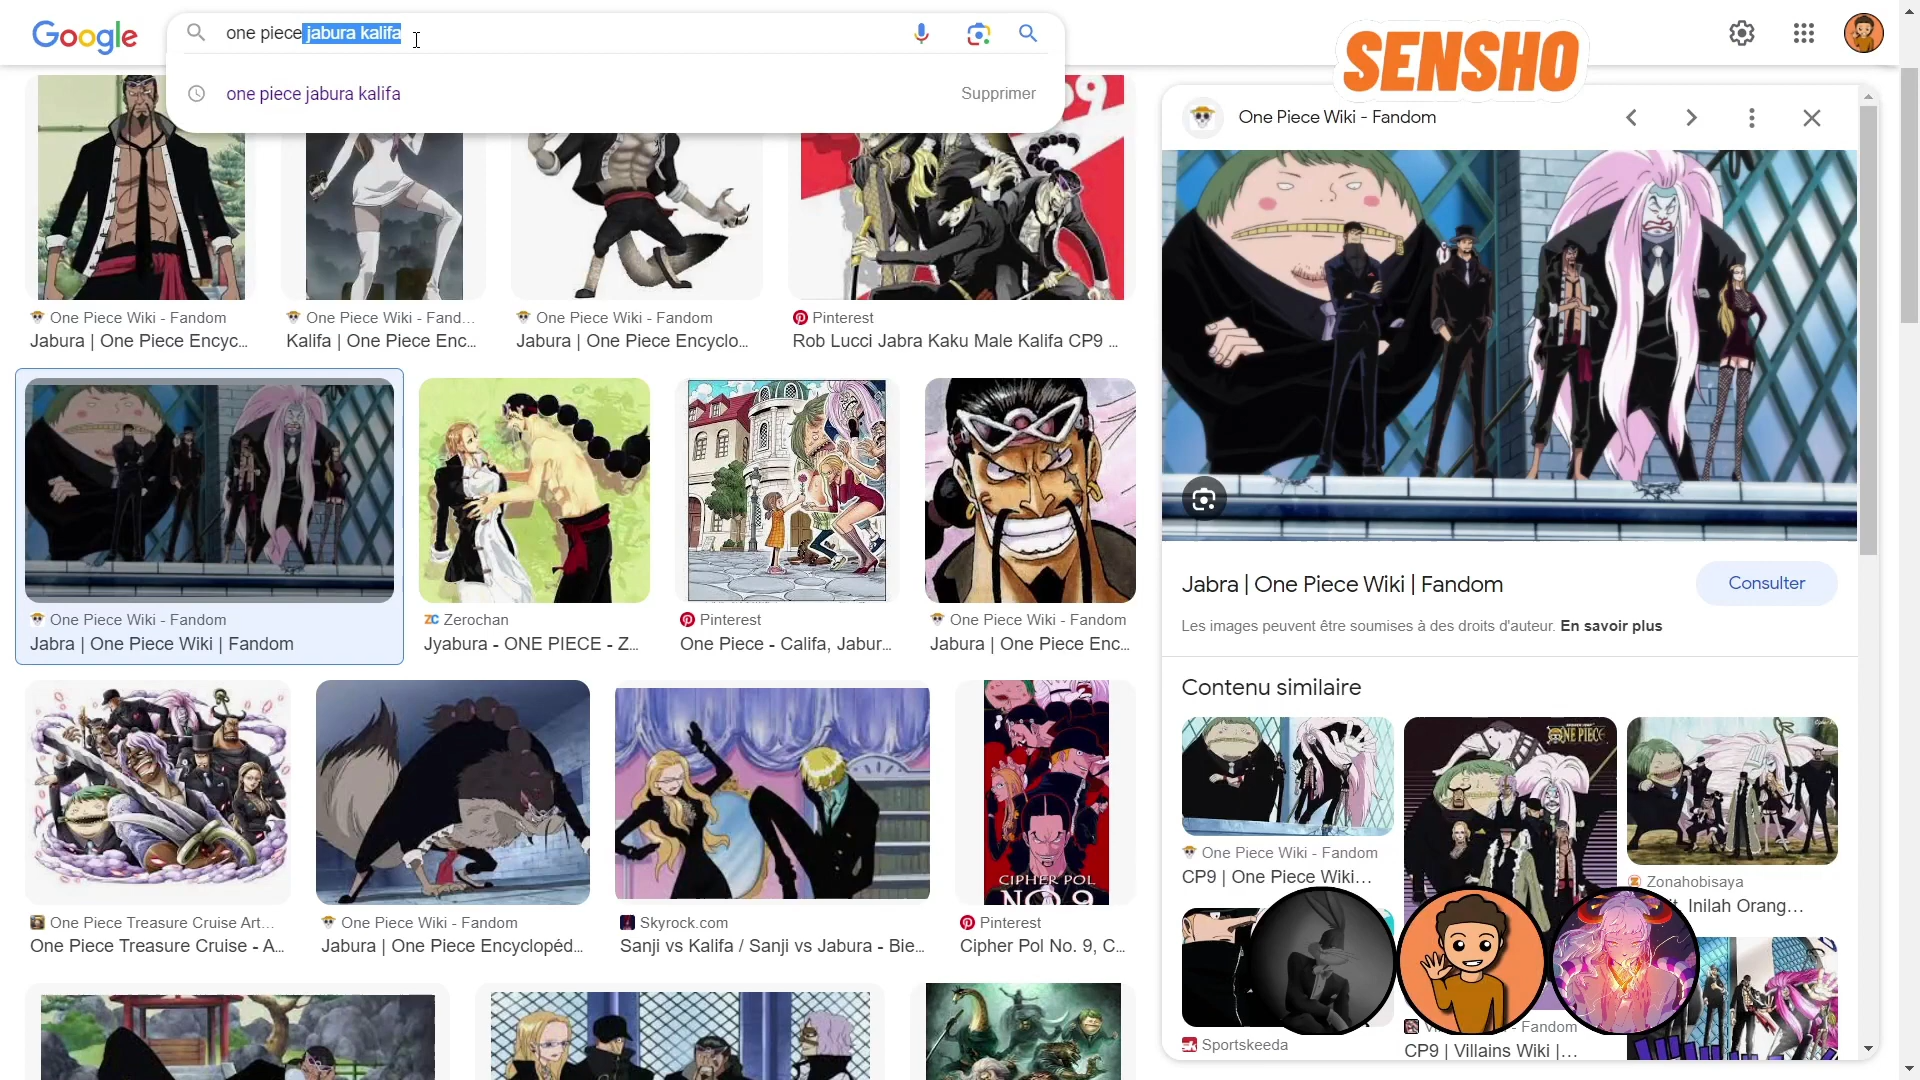 Google
one piece jabura kalifa
SENSHO
one piece jabura kalifa
Supprimer
One Piece Wiki - Fandom
One Piece Wiki - Fandom
Jabura | One Piece Encyc...
One Piece Wiki - Fand...
Kalifa | One Piece Enc...
One Piece Wiki - Fandom
Jabura | One Piece Encyclo...
Pinterest
Rob Lucci Jabra Kaku Male Kalifa CP9 ...
One Piece Wiki - Fandom
Jabra | One Piece Wiki | Fandom
ZC Zerochan
Jyabura - ONE PIECE - Z...
Pinterest
One Piece - Califa, Jabur...
One Piece Wiki - Fandom
Jabura | One Piece Enc...
Jabra | One Piece Wiki | Fandom
Consulter
Les images peuvent être soumises à des droits d'auteur. En savoir plus
Contenu similaire
ONE PIECE
CIPHER POL
NO. 9
One Piece Treasure Cruise Art...
One Piece Treasure Cruise - A...
One Piece Wiki - Fandom
Jabura | One Piece Encyclopéd...
Skyrock.com
Sanji vs Kalifa / Sanji vs Jabura - Bie...
Pinterest
Cipher Pol No. 9, C...
One Piece Wiki - Fandom
CP9 | One Piece Wiki...
Zonahobisaya
t, Inilah Orang...
Sportskeeda
- Fandom
CP9 | Villains Wiki |...